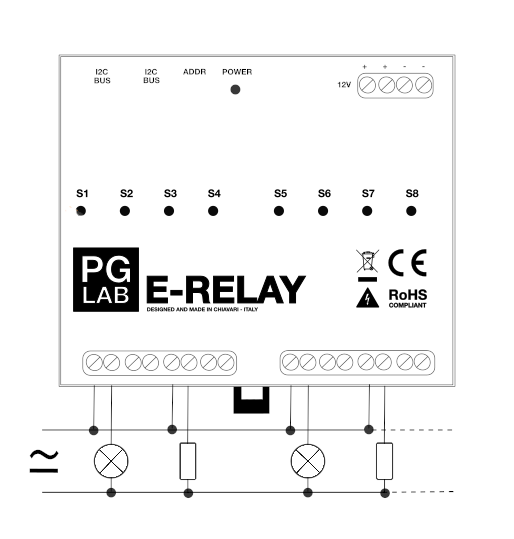 I2C BUS
I2C BUS
ADDR
POWER
12V
+ + - -
S1 S2 S3 S4 S5 S6 S7 S8
PG
LAB
E-RELAY
DESIGNED AND MADE IN CHIAVARI - ITALY
CE
RoHS
COMPLIANT